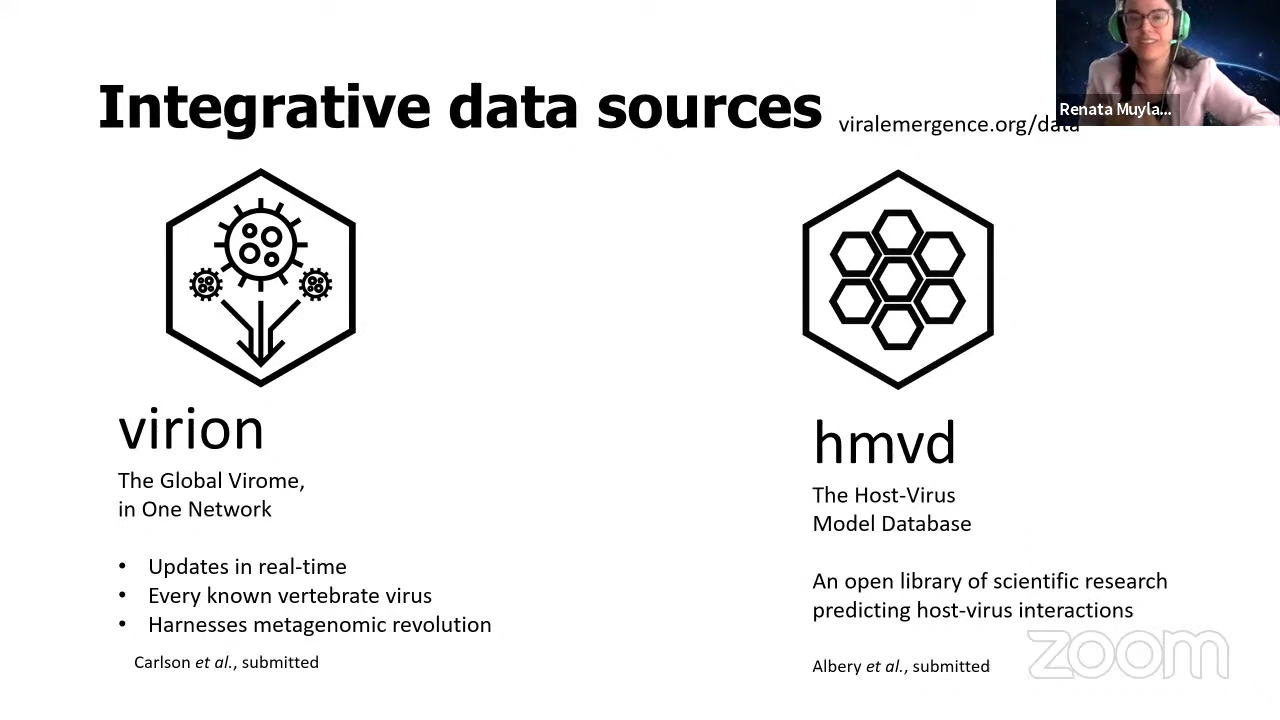 Integrative data sources
viralemergence.org/data
Renata Muyla...
virion
The Global Virome,
in One Network
• Updates in real-time
• Every known vertebrate virus
• Harnesses metagenomic revolution
Carlson et al., submitted
hmvd
The Host-Virus
Model Database
An open library of scientific research
predicting host-virus interactions
Albery et al., submitted
zoom